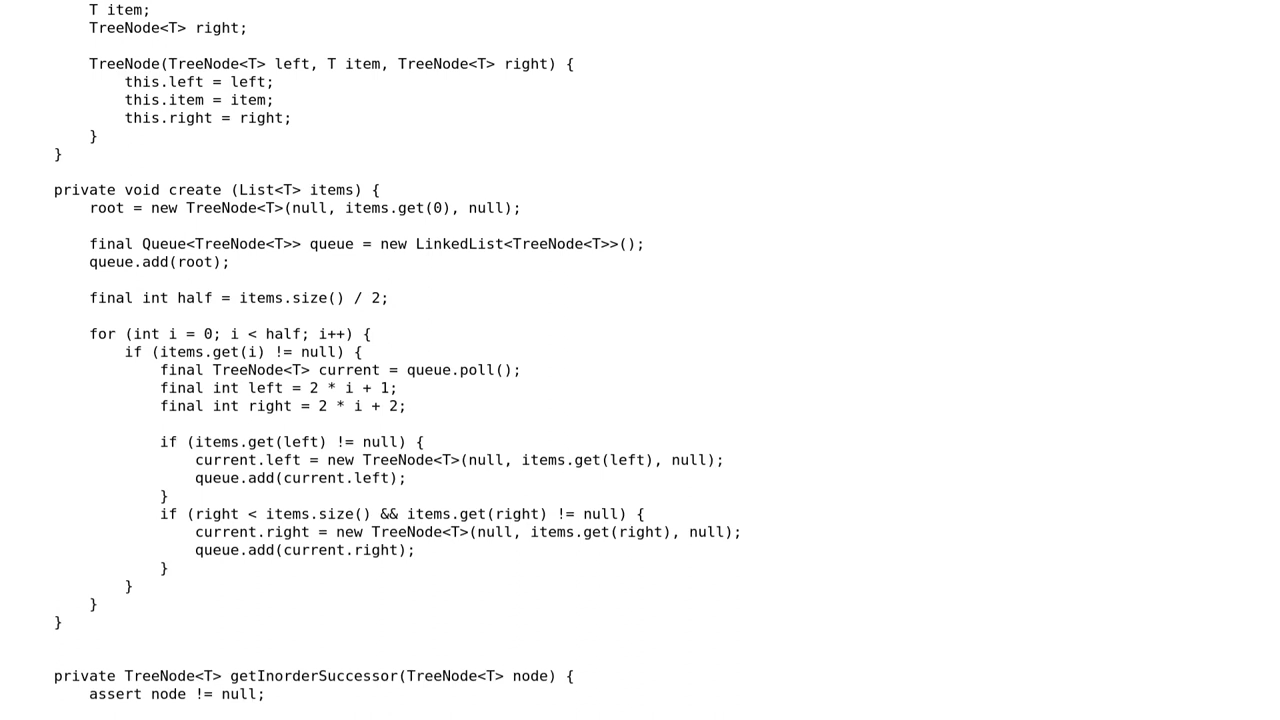 T item;
TreeNode<T> right;
TreeNode(TreeNode<T> left, T item, TreeNode<T> right) {
this.left = left;
this.item = item;
this.right = right;
}
}
private void create (List<T> items) {
root = new TreeNode<T>(null, items.get(0), null);
final Queue<TreeNode<T>> queue = new LinkedList<TreeNode<T>>();
queue.add(root);
final int half = items.size() / 2;
for (int i = 0; i < half; i++) {
if (items.get(i) != null) {
final TreeNode<T> current = queue.poll();
final int left = 2 * i + 1;
final int right = 2 * i + 2;
if (items.get(left) != null) {
current.left = new TreeNode<T>(null, items.get(left), null);
queue.add(current.left);
}
if (right < items.size() && items.get(right) != null) {
current.right = new TreeNode<T>(null, items.get(right), null);
queue.add(current.right);
}
}
}
}
private TreeNode<T> getInorderSuccessor(TreeNode<T> node) {
assert node != null;